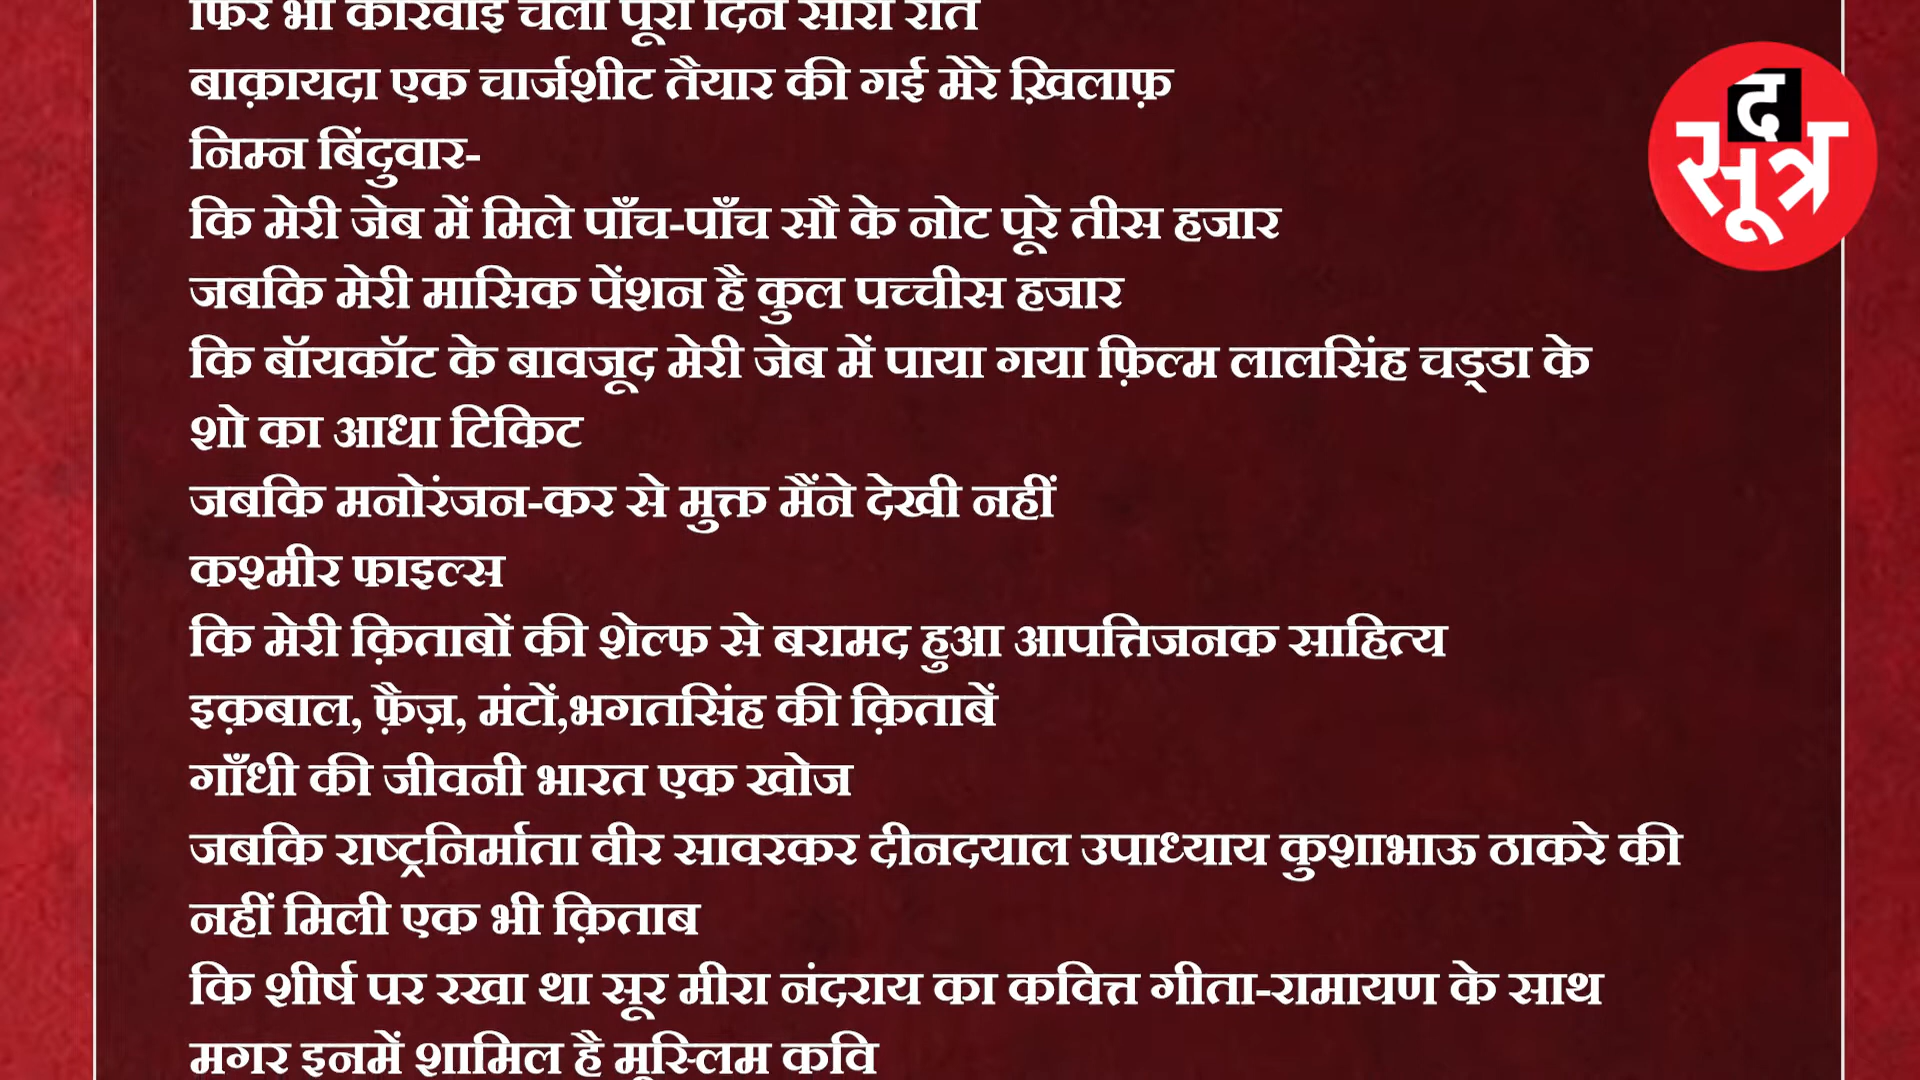 फिर भी कार्रवाई चली पूरा दिन सारी रात
बाक़ायदा एक चार्जशीट तैयार की गई मेरे ख़िलाफ़
निम्न बिंदुवार-
कि मेरी जेब में मिले पाँच-पाँच सौ के नोट पूरे तीस हजार
जबकि मेरी मासिक पेंशन है कुल पच्चीस हजार
कि बॉयकॉट के बावजूद मेरी जेब में पाया गया फ़िल्म लालसिंह चड्डा के
शो का आधा टिकिट
जबकि मनोरंजन-कर से मुक्त मैंने देखी नहीं
कश्मीर फाइल्स
कि मेरी क़िताबों की शेल्फ से बरामद हुआ आपत्तिजनक साहित्य
इक़बाल, फ़ैज़, मंटों,भगतसिंह की क़िताबें
गाँधी की जीवनी भारत एक खोज
जबकि राष्ट्रनिर्माता वीर सावरकर दीनदयाल उपाध्याय कुशाभाऊ ठाकरे की
नहीं मिली एक भी क़िताब
कि शीर्ष पर रखा था सूर मीरा नंदराय का कवित्त गीता-रामायण के साथ
मगर इनमें शामिल है मुस्लिम कवि
द
सूत्र